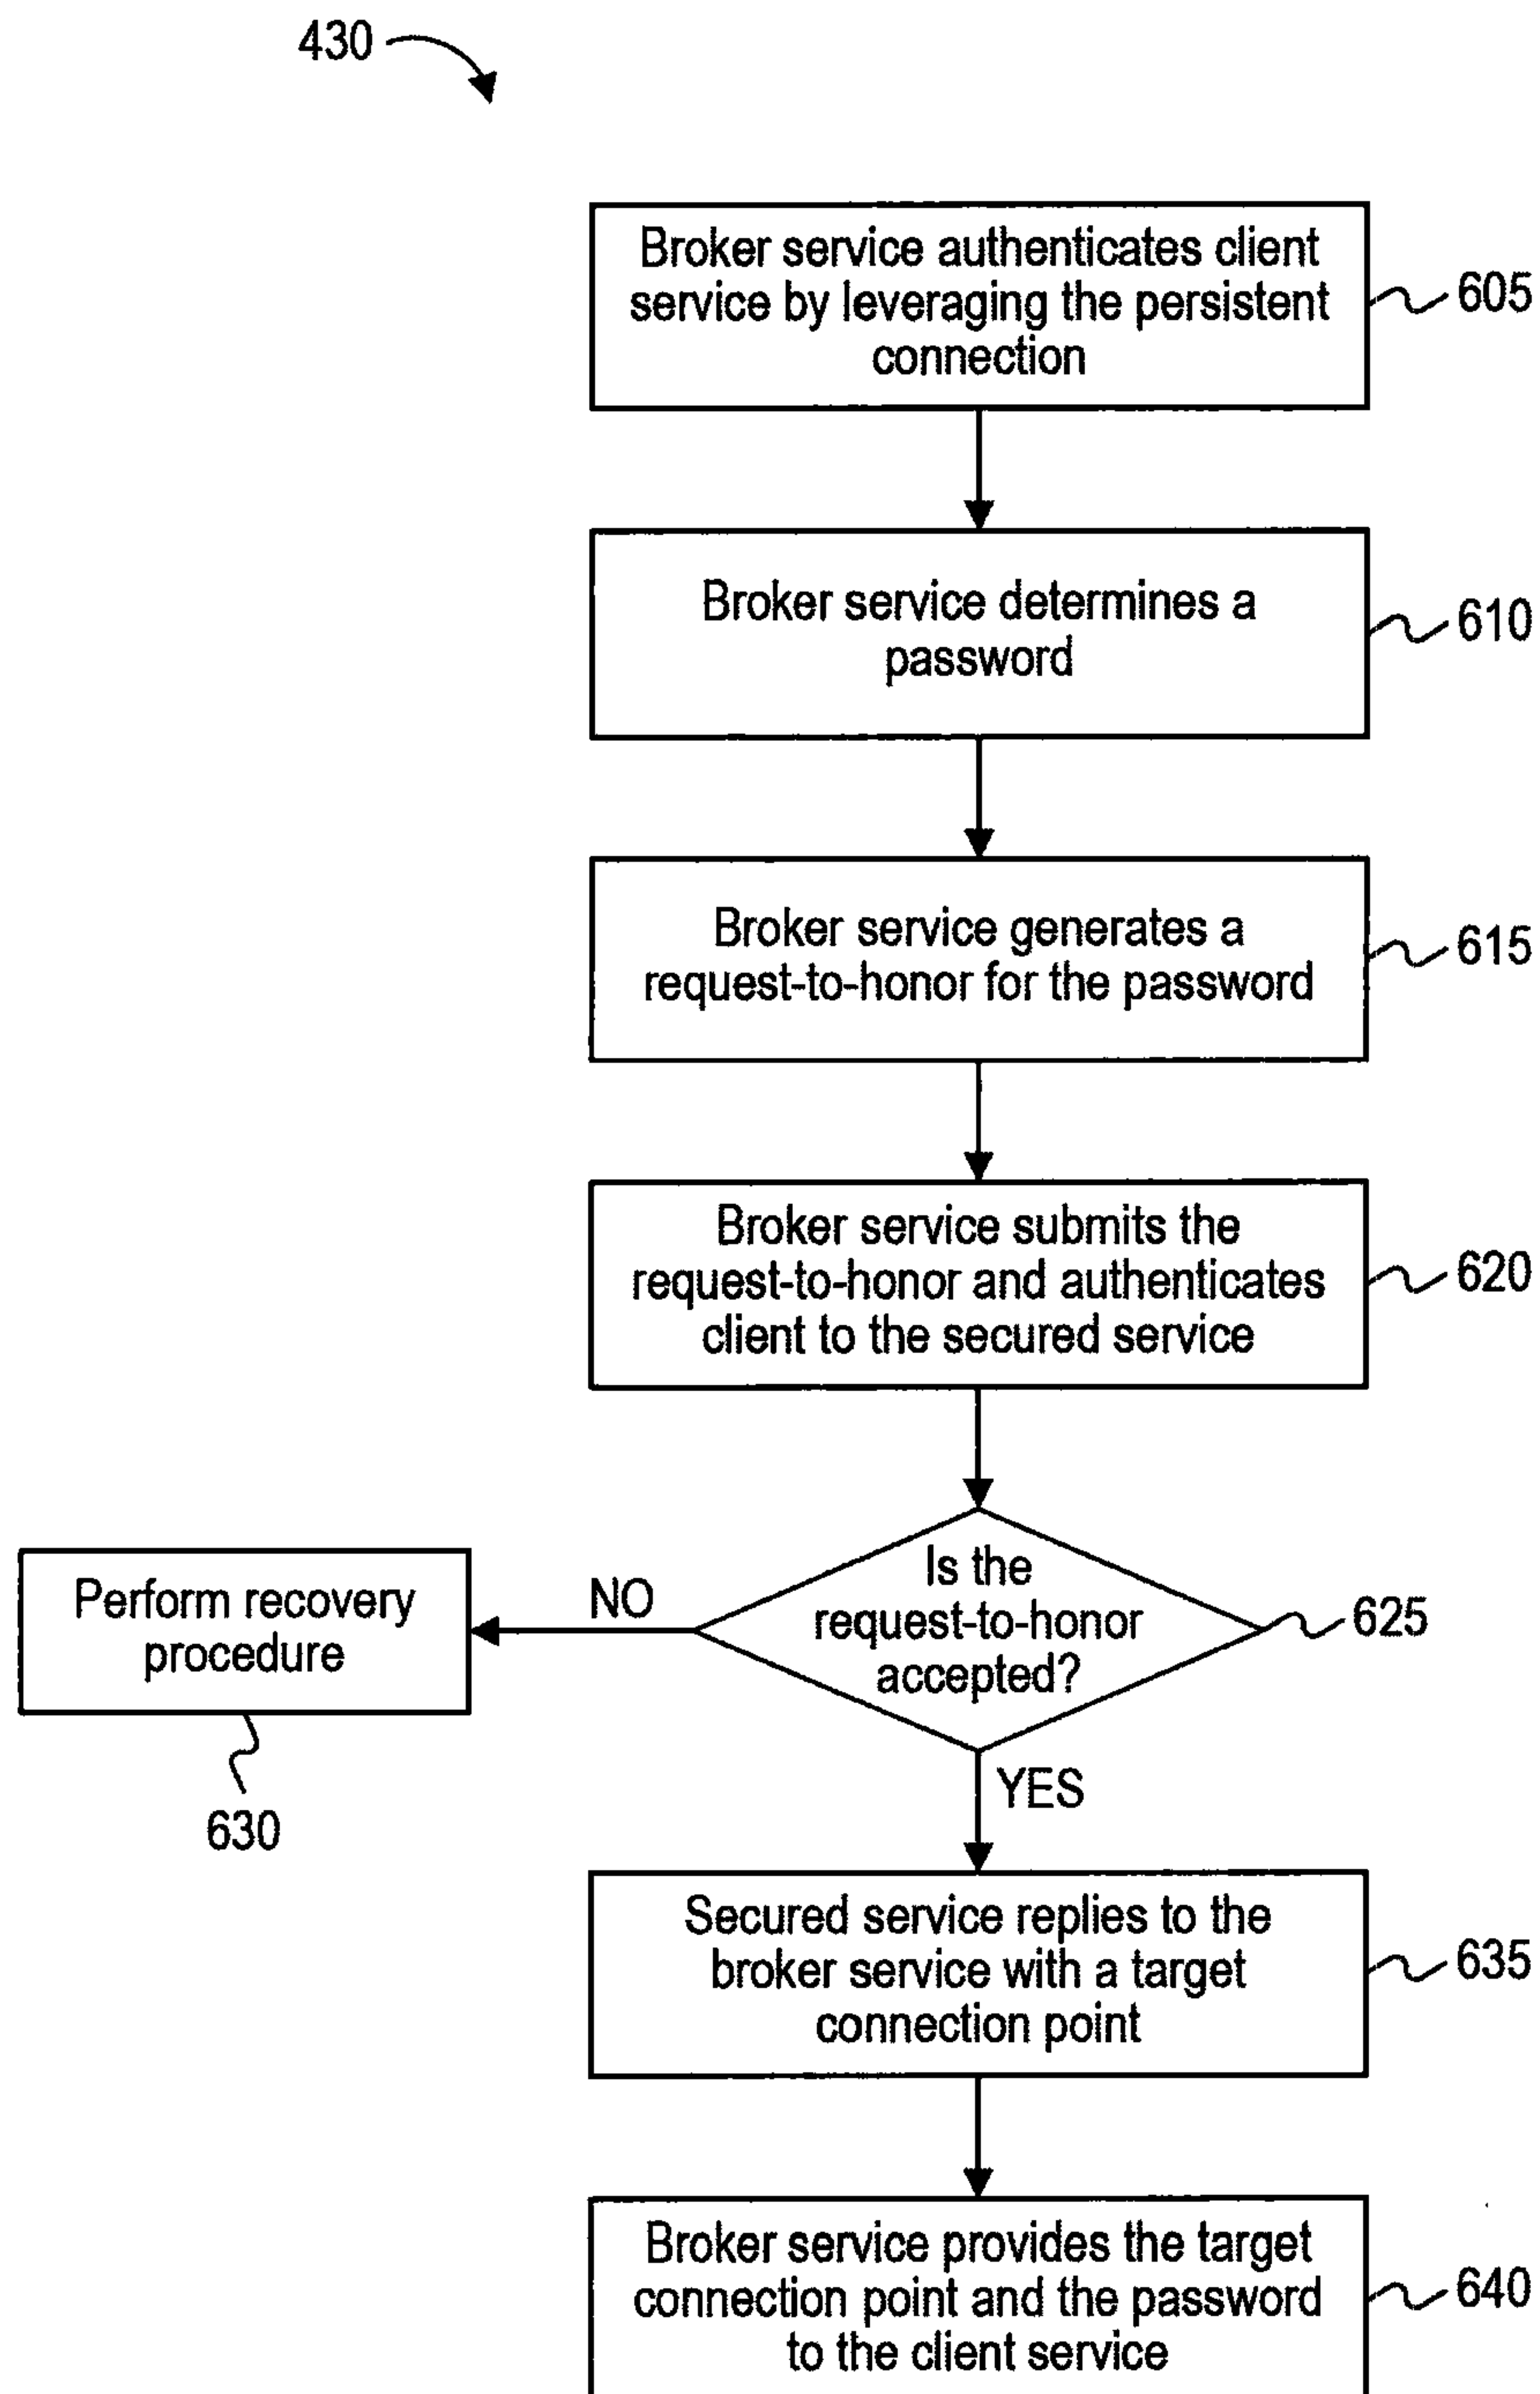 430
Broker service authenticates client
service by leveraging the persistent
connection
605
Broker service determines a
password
610
Broker service generates a
request-to-honor for the password
615
Broker service submits the
request-to-honor and authenticates
client to the secured service
620
Is the
request-to-honor
accepted?
625
NO
Perform recovery
procedure
630
YES
Secured service replies to the
broker service with a target
connection point
635
Broker service provides the target
connection point and the password
to the client service
640